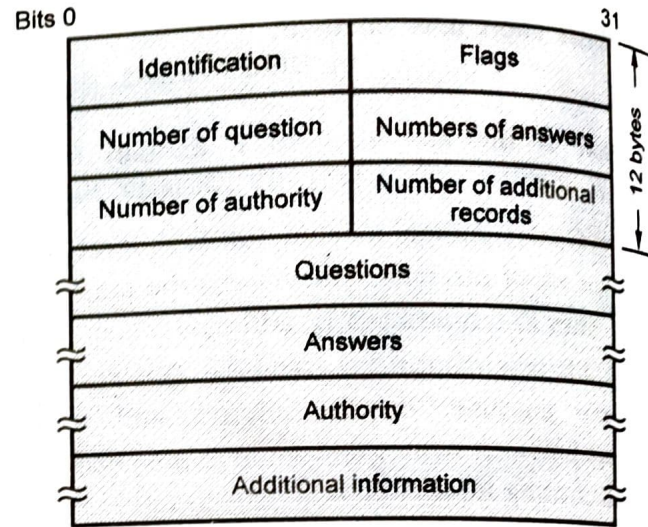 Bits 0 31
Identification Flags
Number of question Numbers of answers
Number of authority Number of additional
records
12 bytes
Questions
Answers
Authority
Additional information